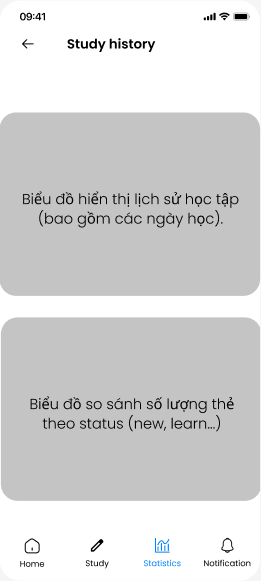 09:41
Study history
Biểu đồ hiển thị lịch sử học tập
(bao gồm các ngày học).
Biểu đồ so sánh số lượng thẻ
theo status (new, learn...)
Home
Study
Statistics
Notification